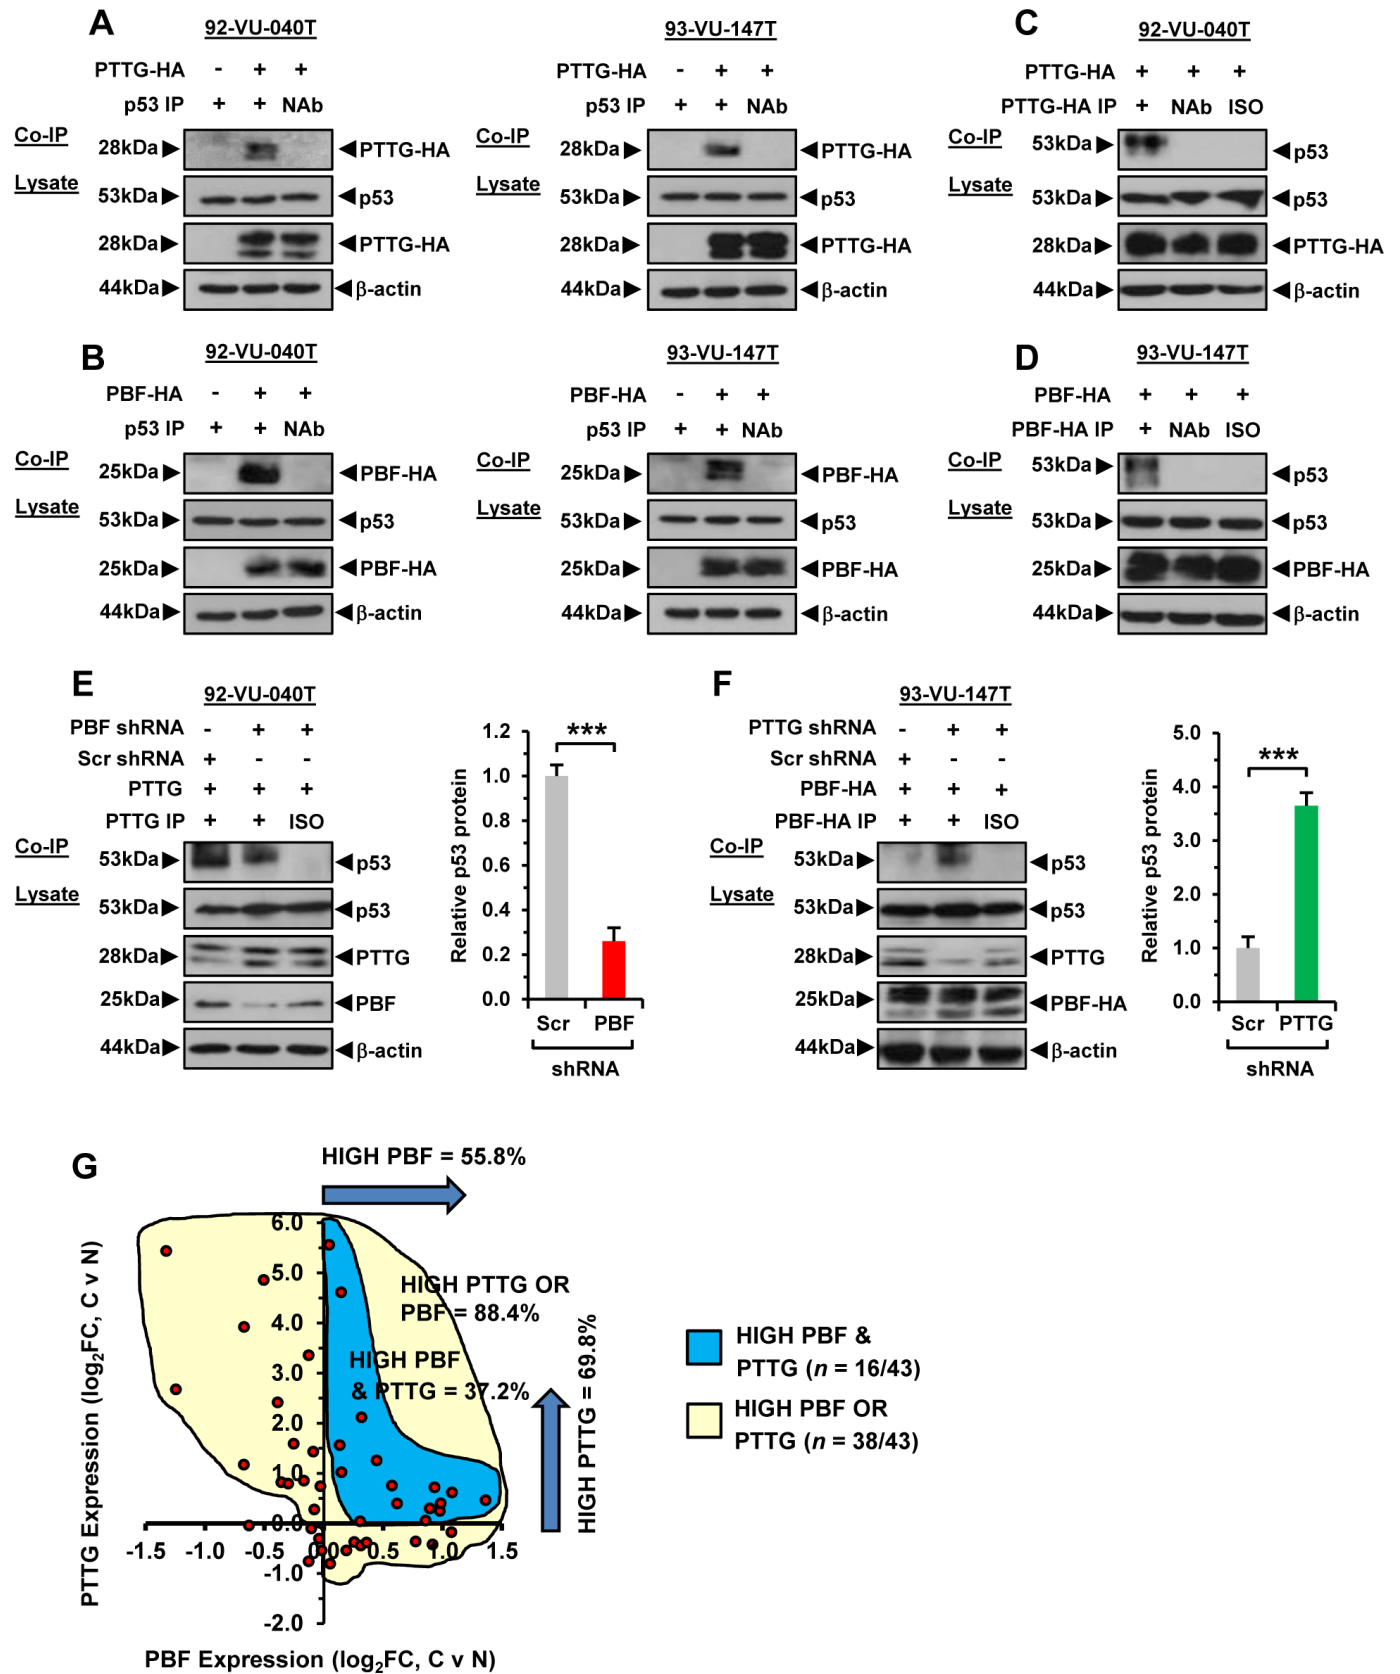 A
92-VU-040T
PTTG-HA - + +
p53 IP + + NAb
Co-IP
28kDa PTTG-HA
Lysate
53kDa p53
28kDa PTTG-HA
44kDa β-actin
93-VU-147T
PTTG-HA - + +
p53 IP + + NAb
Co-IP
28kDa PTTG-HA
Lysate
53kDa p53
28kDa PTTG-HA
44kDa β-actin
C
92-VU-040T
PTTG-HA + + +
PTTG-HA IP + NAb ISO
Co-IP
53kDa p53
Lysate
53kDa p53
28kDa PTTG-HA
44kDa β-actin
B
92-VU-040T
PBF-HA - + +
p53 IP + + NAb
Co-IP
25kDa PBF-HA
Lysate
53kDa p53
25kDa PBF-HA
44kDa β-actin
93-VU-147T
PBF-HA - + +
p53 IP + + NAb
Co-IP
25kDa PBF-HA
Lysate
53kDa p53
25kDa PBF-HA
44kDa β-actin
D
93-VU-147T
PBF-HA + + +
PBF-HA IP + NAb ISO
Co-IP
53kDa p53
Lysate
53kDa p53
25kDa PBF-HA
44kDa β-actin
E
92-VU-040T
PBF shRNA - + +
Scr shRNA + - -
PTTG + + +
PTTG IP + + ISO
Co-IP
53kDa p53
Lysate
53kDa p53
28kDa PTTG
25kDa PBF
44kDa β-actin
Relative p53 protein
1.2
1.0
0.8
0.6
0.4
0.2
0.0
***
Scr PBF
shRNA
F
93-VU-147T
PTTG shRNA - + +
Scr shRNA + - -
PBF-HA + + +
PBF-HA IP + + ISO
Co-IP
53kDa p53
Lysate
53kDa p53
28kDa PTTG
25kDa PBF-HA
44kDa β-actin
Relative p53 protein
5.0
4.0
3.0
2.0
1.0
0.0
***
Scr PTTG
shRNA
G
HIGH PBF = 55.8%
PTTG Expression (log₂FC, C v N)
6.0
5.0
4.0
3.0
2.0
1.0
0.0
-1.0
-2.0
-1.5 -1.0 -0.5 0.0 0.5 1.0 1.5
PBF Expression (log₂FC, C v N)
HIGH PTTG OR
PBF = 88.4%
HIGH PBF
& PTTG = 37.2%
HIGH PTTG = 69.8%
HIGH PBF &
PTTG (n = 16/43)
HIGH PBF OR
PTTG (n = 38/43)